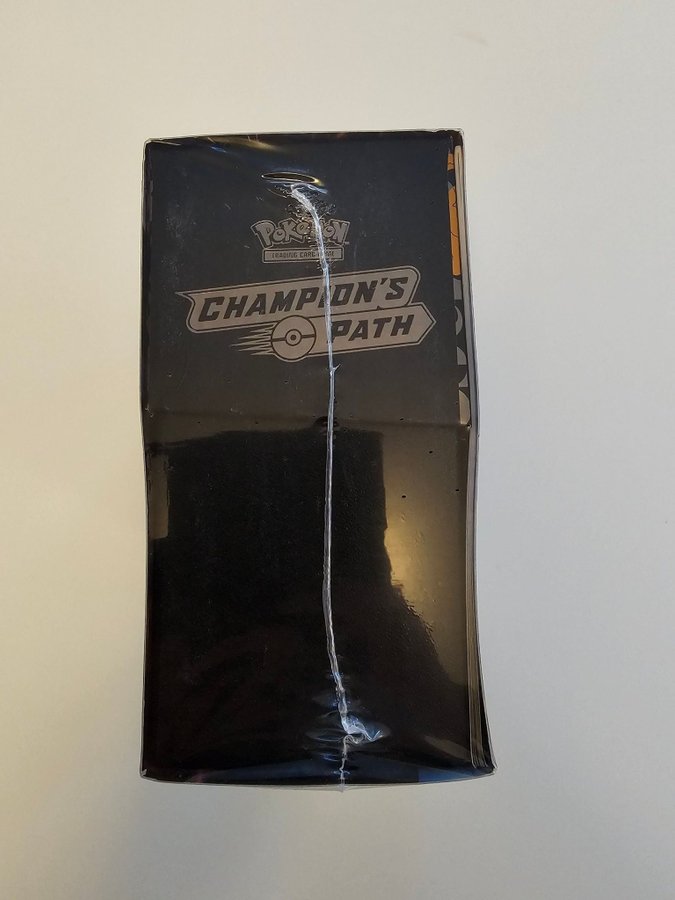 POKÉMON
TRADING CARD GAME
CHAMPION'S
PATH